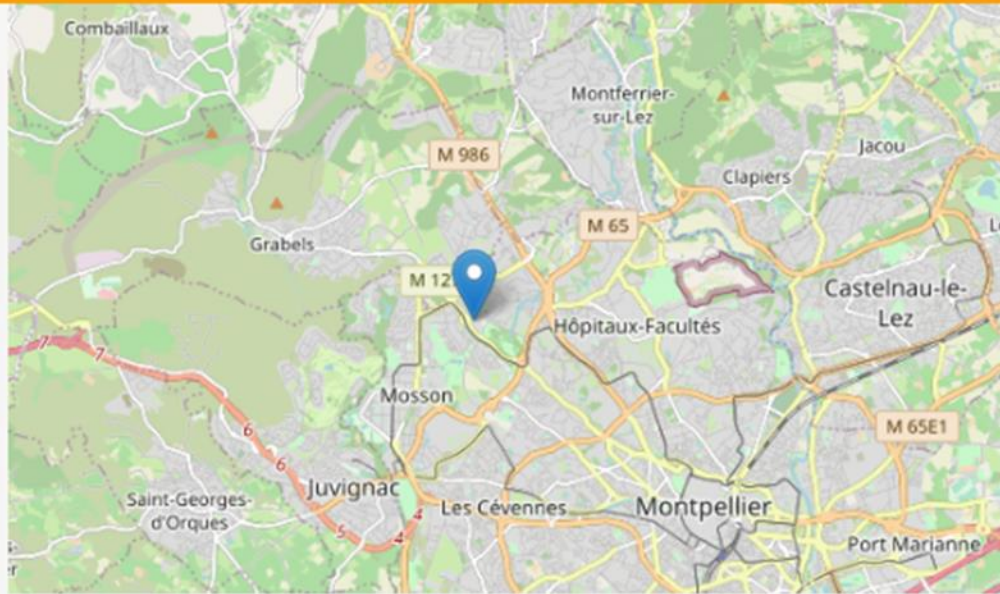 Combaillaux
Montferrier-
sur-Lez
Jacou
M 986
Clapiers
M 65
Grabels
M 12
Castelnau-le-
Lez
Hôpitaux-Facultés
7
7
Mosson
6
M 65E1
6
Juvignac
Saint-Georges-
d'Orques
Les Cévennes
Montpellier
4
5
4
Port Marianne